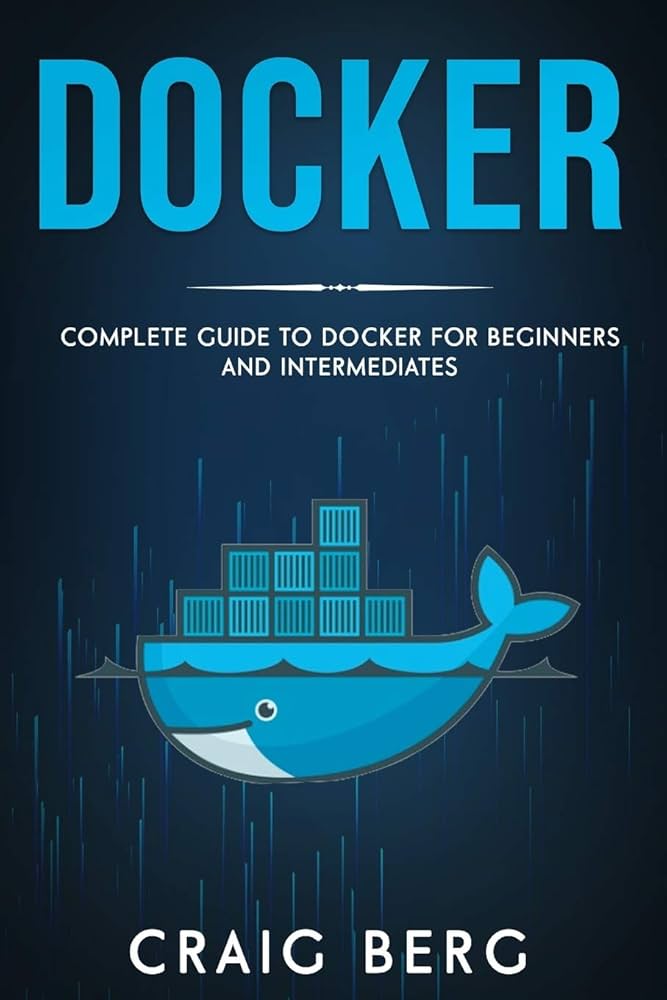 DOCKER
COMPLETE GUIDE TO DOCKER FOR BEGINNERS
AND INTERMEDIATES
CRAIG BERG